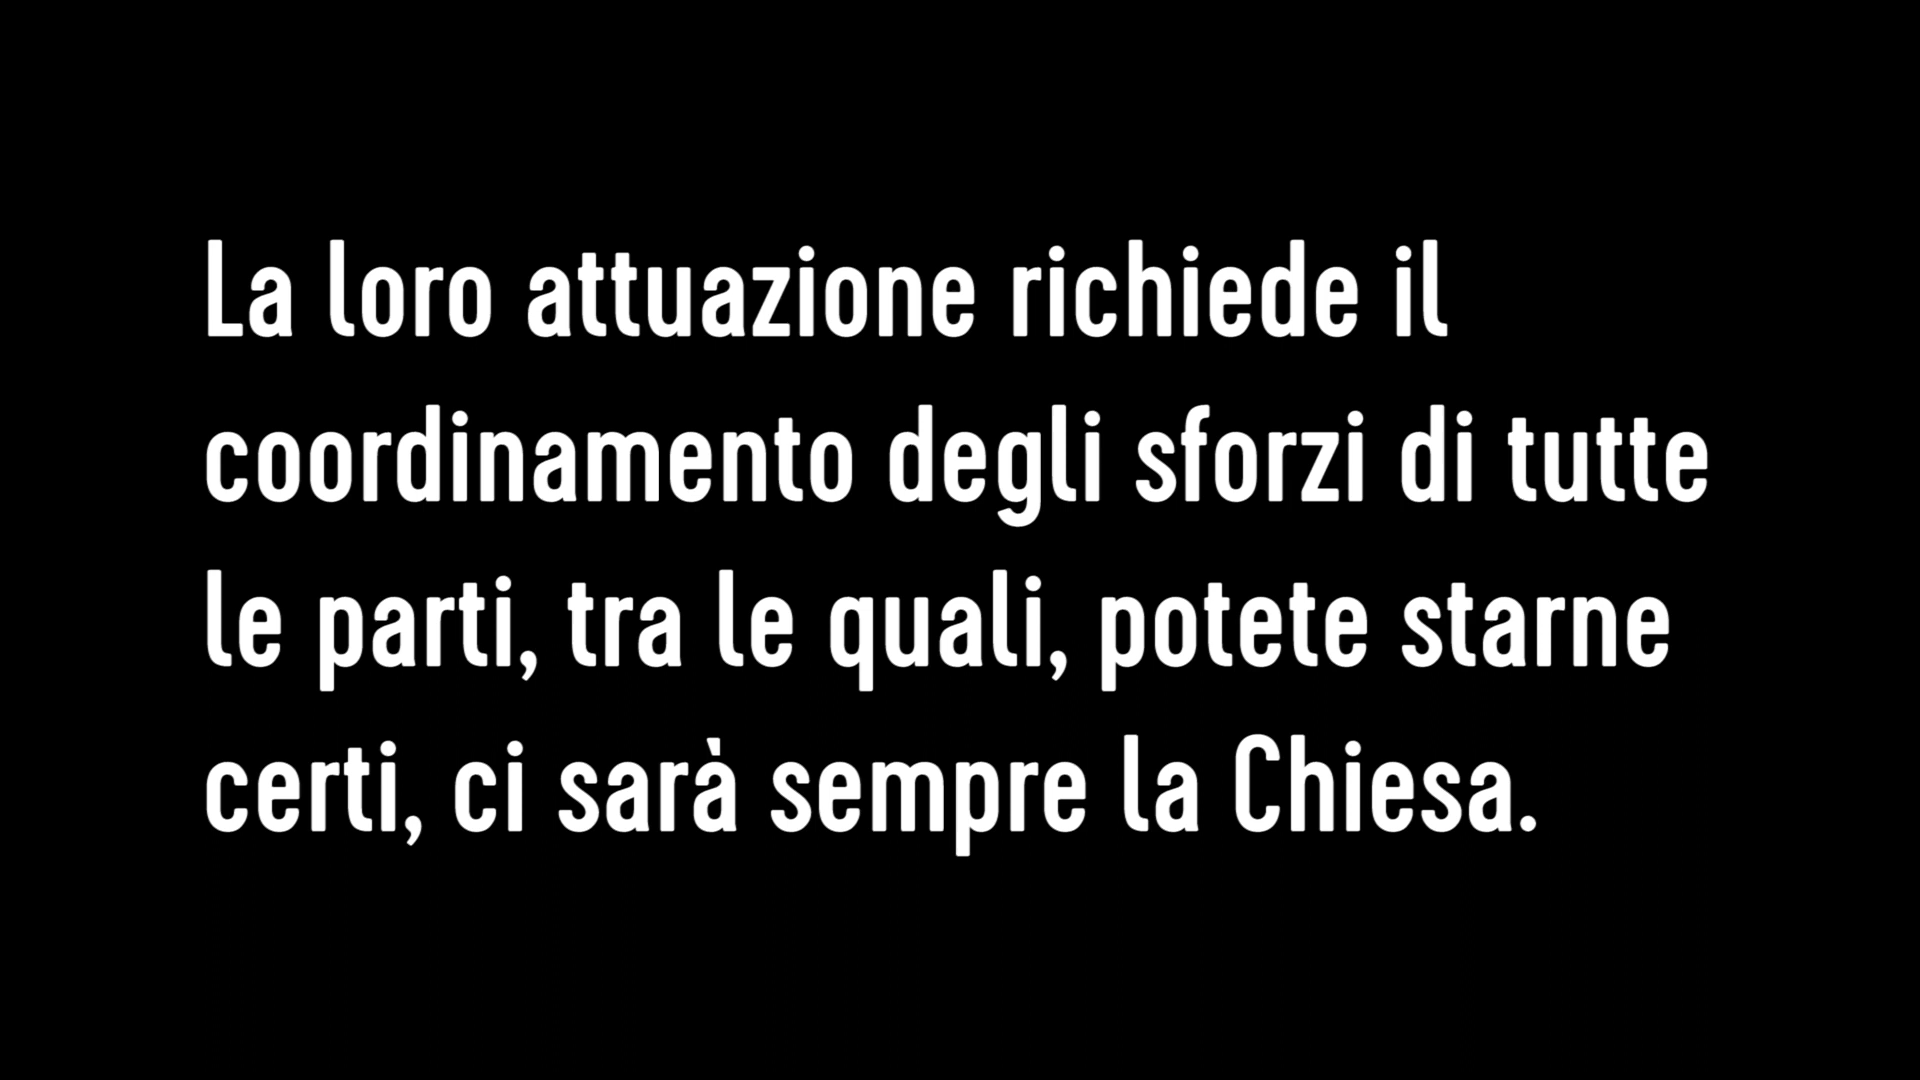 La loro attuazione richiede il
coordinamento degli sforzi di tutte
le parti, tra le quali, potete starne
certi, ci sarà sempre la Chiesa.